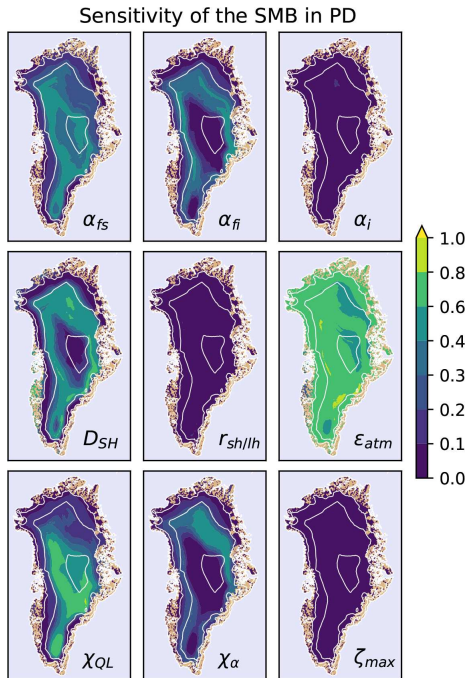 Sensitivity of the SMB in PD
α_fs
α_fi
α_i
D_SH
r_sh/lh
ε_atm
χ_QL
χ_α
ζ_max
1.0
0.8
0.6
0.4
0.3
0.2
0.1
0.0